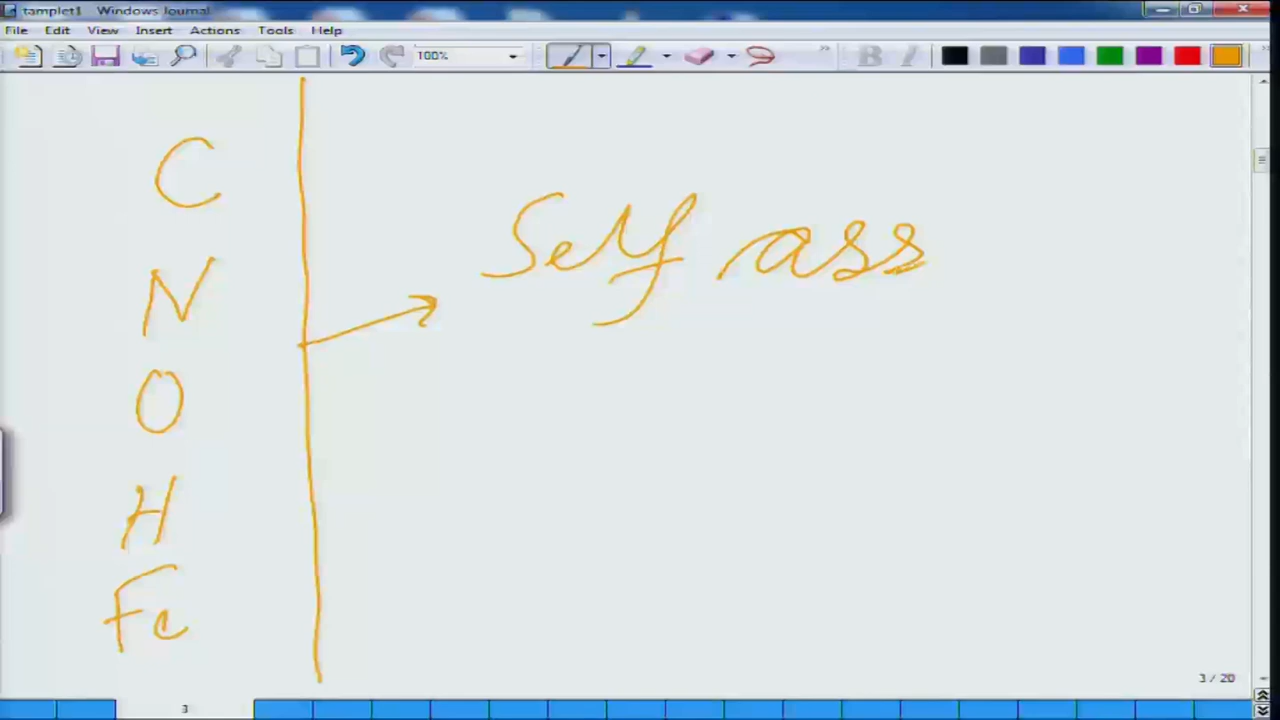 tamplet1 - Windows Journal
File Edit View Insert Actions Tools Help
100%
B I
C
N
O
H
Fe
Self ass
3 / 20
3